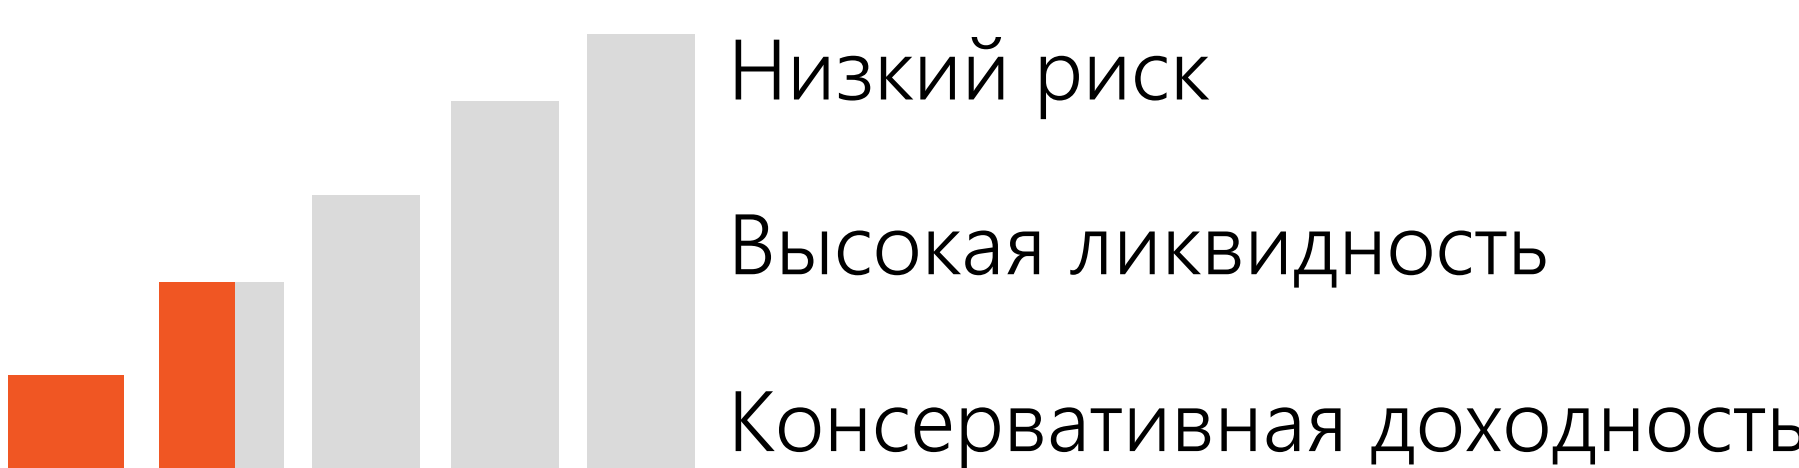 Низкий риск
Высокая ликвидность
Консервативная доходность